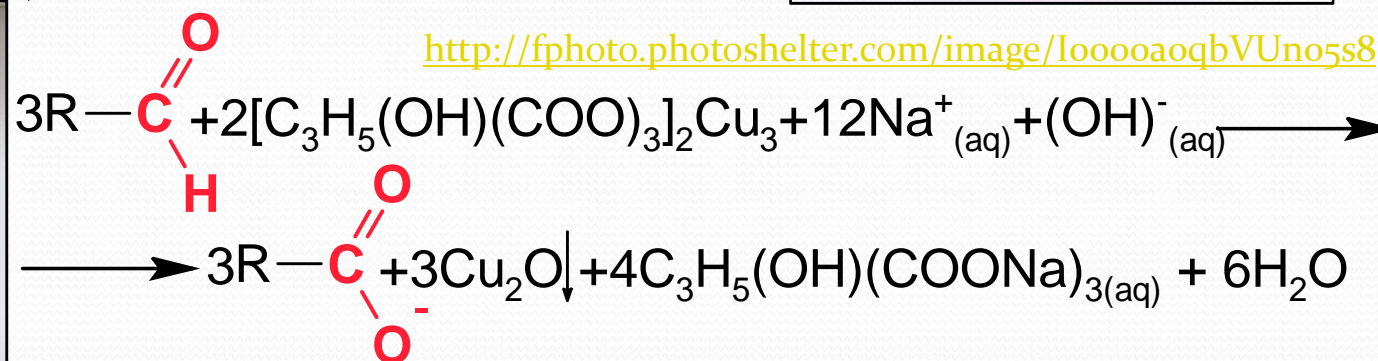 http://fphoto.photoshelter.com/image/I0000aoqbVUno5s8
O
3R—C+2[C₃H₅(OH)(COO)₃]₂Cu₃+12Na⁺(aq)+(OH)⁻(aq)
H
O
3R—C+3Cu₂O↓+4C₃H₅(OH)(COONa)₃(aq) + 6H₂O
O⁻